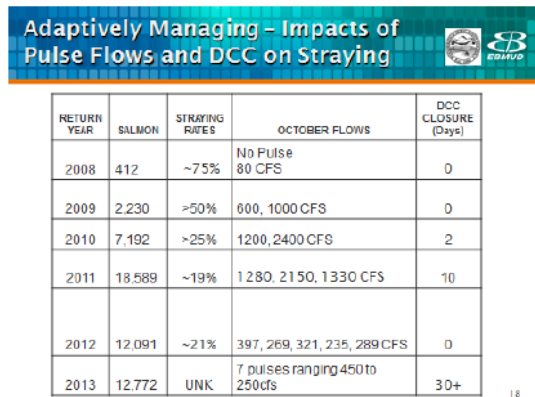 Adaptively Managing – Impacts of
Pulse Flows and DCC on Straying
EBMUD
RETURN YEAR SALMON STRAYING RATES OCTOBER FLOWS DCC CLOSURE (Days)
2008 412 ~75% No Pulse 80 CFS 0
2009 2,230 >50% 600, 1000 CFS 0
2010 7,192 >25% 1200, 2400 CFS 2
2011 18,589 ~19% 1280, 2150, 1330 CFS 10
2012 12,091 ~21% 397, 269, 321, 235, 289 CFS 0
2013 12,772 UNK 7 pulses ranging 450 to 250cfs 30+
18